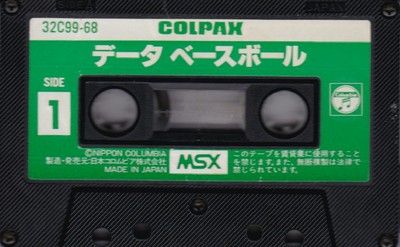 JAPAN
32C99-68
COLPAX
データ ベースボール
SIDE
1
Columbia
©NIPPON COLUMBIA
製造・発売元:日本コロムビア株式会社
MADE IN JAPAN
MSX
このテープを賃貸業に使用すること
を禁じます。また、無断複製は法律で
禁じられています。